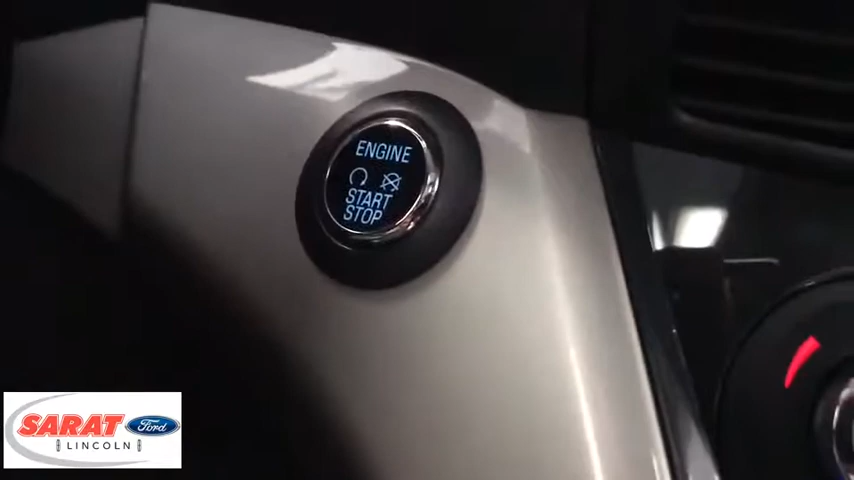 ENGINE
START
STOP
SARAT
Ford
LINCOLN